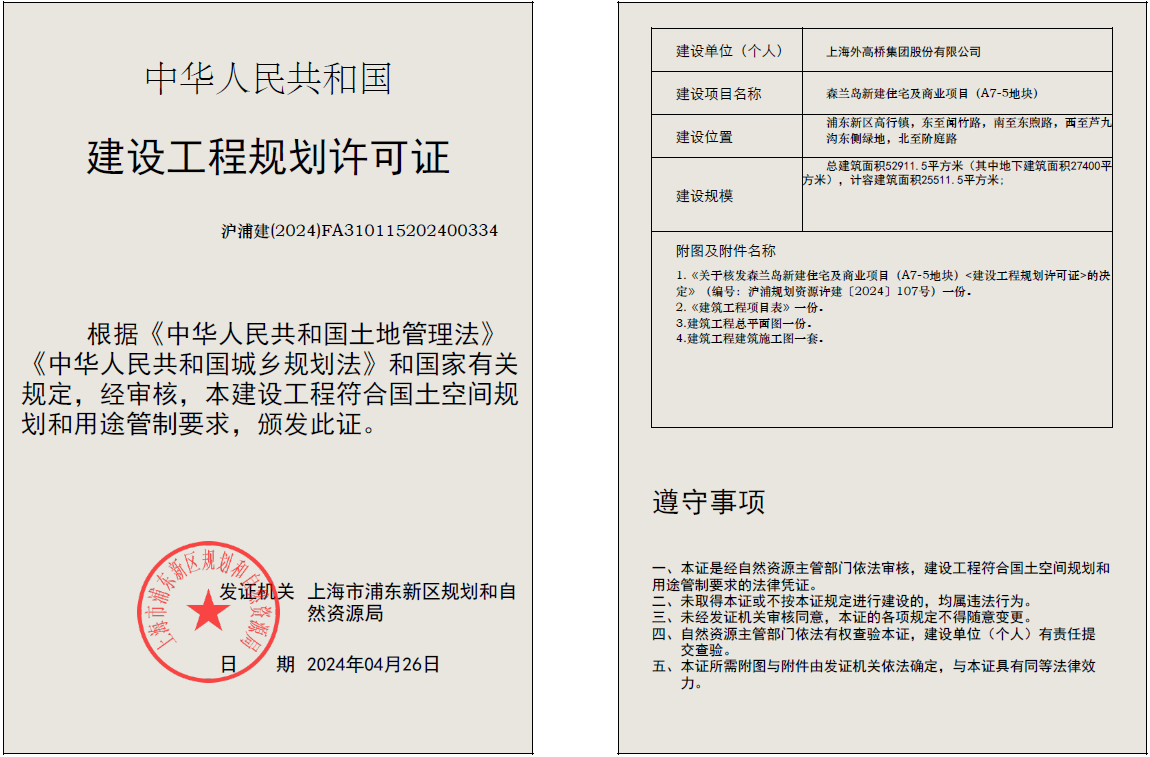 中华人民共和国
建设工程规划许可证
沪浦建(2024)FA310115202400334
根据《中华人民共和国土地管理法》
《中华人民共和国城乡规划法》和国家有关
规定，经审核，本建设工程符合国土空间规
划和用途管制要求，颁发此证。
上海市浦东新区规划和自然资源局
发证机关 上海市浦东新区规划和自
然资源局
日 期 2024年04月26日
建设单位（个人） 上海外高桥集团股份有限公司
建设项目名称 森兰岛新建住宅及商业项目（A7-5地块）
建设位置 浦东新区高行镇，东至闻竹路，南至东煦路，西至芦九
沟东侧绿地，北至阶庭路
建设规模 总建筑面积52911.5平方米（其中地下建筑面积27400平
方米），计容建筑面积25511.5平方米；
附图及附件名称
1.《关于核发森兰岛新建住宅及商业项目（A7-5地块）<建设工程规划许可证>的决
定》（编号：沪浦规划资源许建〔2024〕107号）一份。
2.《建筑工程项目表》一份。
3.建筑工程总平面图一份。
4.建筑工程建筑施工图一套。
遵守事项
一、本证是经自然资源主管部门依法审核，建设工程符合国土空间规划和
用途管制要求的法律凭证。
二、未取得本证或不按本证规定进行建设的，均属违法行为。
三、未经发证机关审核同意，本证的各项规定不得随意变更。
四、自然资源主管部门依法有权查验本证，建设单位（个人）有责任提
交查验。
五、本证所需附图与附件由发证机关依法确定，与本证具有同等法律效
力。